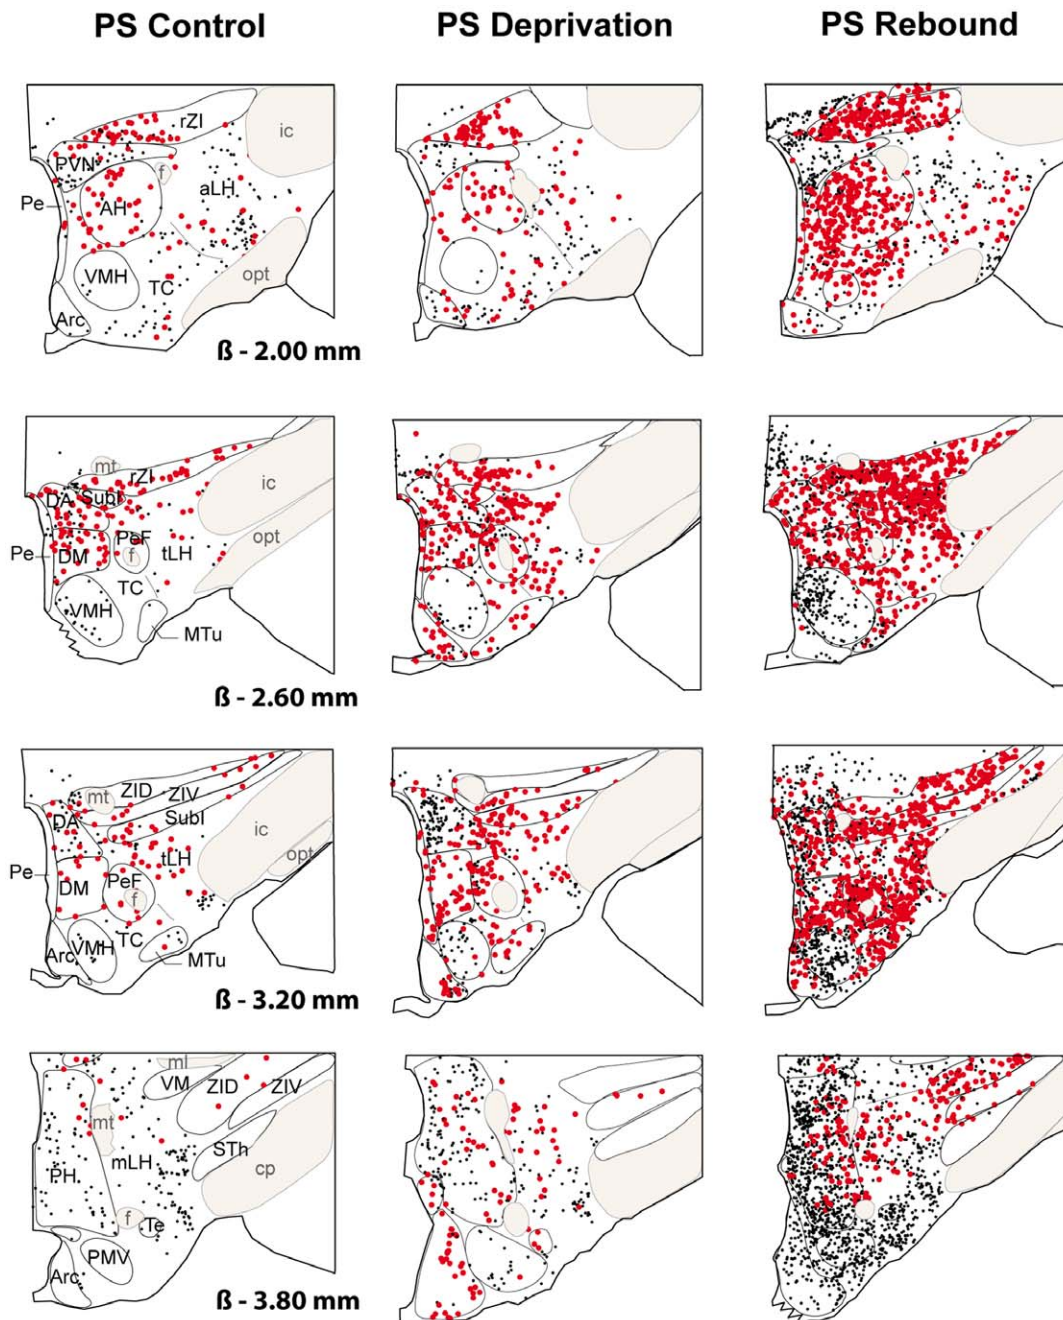 PS Control PS Deprivation PS Rebound
rZI ic
PVN f
aLH
Pe AH
VMH TC opt
Arc
ß - 2.00 mm
mt rZI
DA SubI ic
PeF
Pe DM f tLH opt
TC
VMH
MTu
ß - 2.60 mm
mt ZID ZIV
DA SubI
ic
tLH opt
Pe DM PeF
f
TC
Arc VMH MTu
ß - 3.20 mm
ml
VM ZID ZIV
mt
STh
PH mLH cp
f Te
PMV
Arc
ß - 3.80 mm